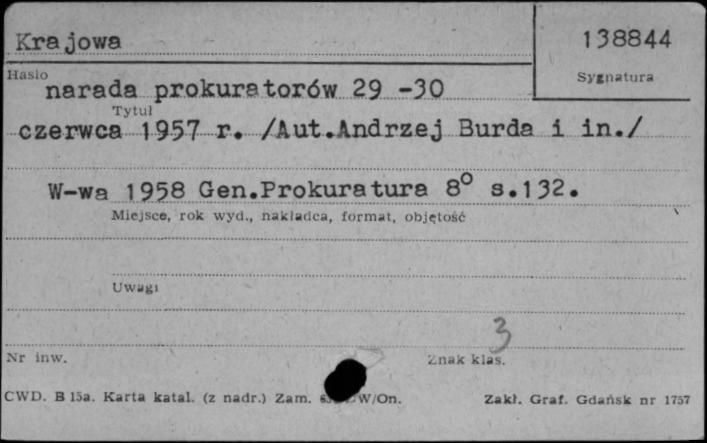 Krajowa
138844
Hasło
Sygnatura
narada prokuratorów 29 -30
Tytuł
czerwca 1957 r. /Aut.Andrzej Burda i in./
W-wa 1958 Gen.Prokuratura 8° s.132.
Miejsce, rok wyd., nakładca, format, objętość
Uwagi
3
Nr inw.
Znak klas.
CWD. B 15a. Karta katal. (z nadr.) Zam. W/On.
Zakł. Graf. Gdańsk nr 1757